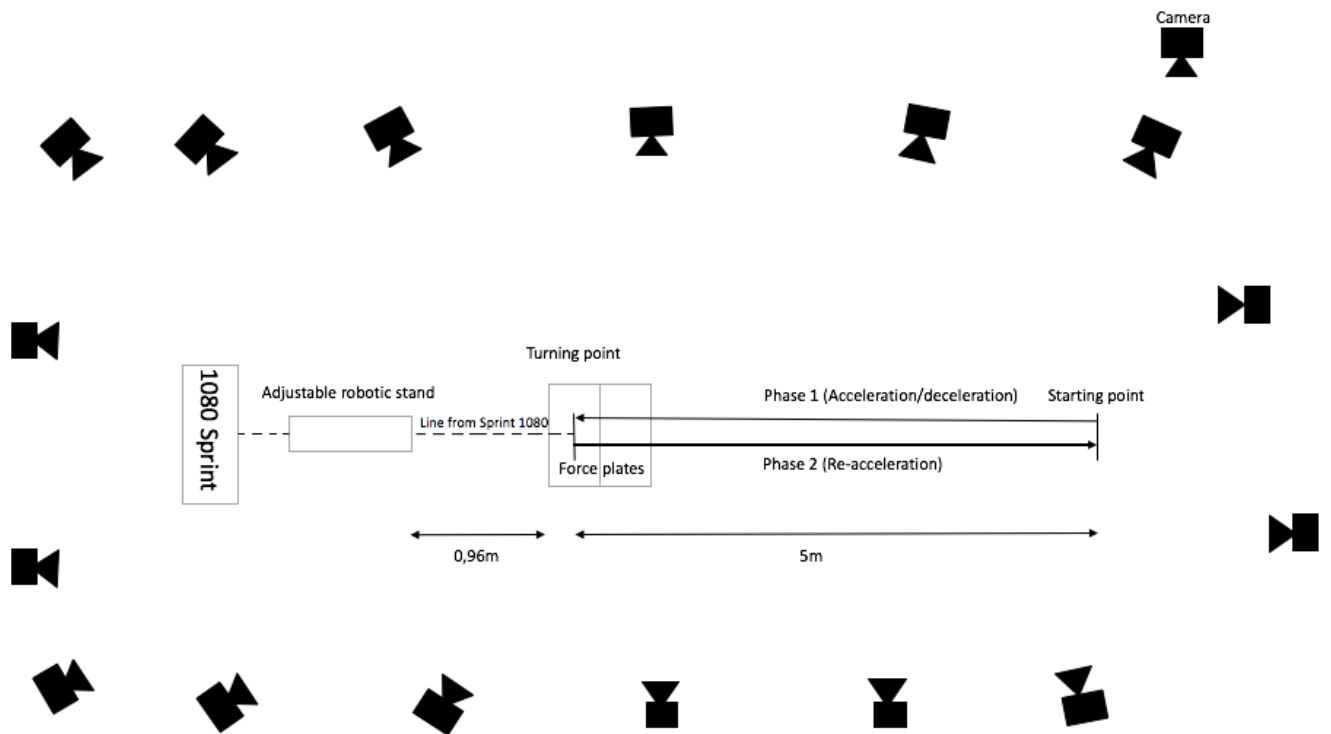 Camera
Turning point
1080 Sprint
Adjustable robotic stand
Line from Sprint 1080
Phase 1 (Acceleration/deceleration)
Starting point
Force plates
Phase 2 (Re-acceleration)
0,96m
5m